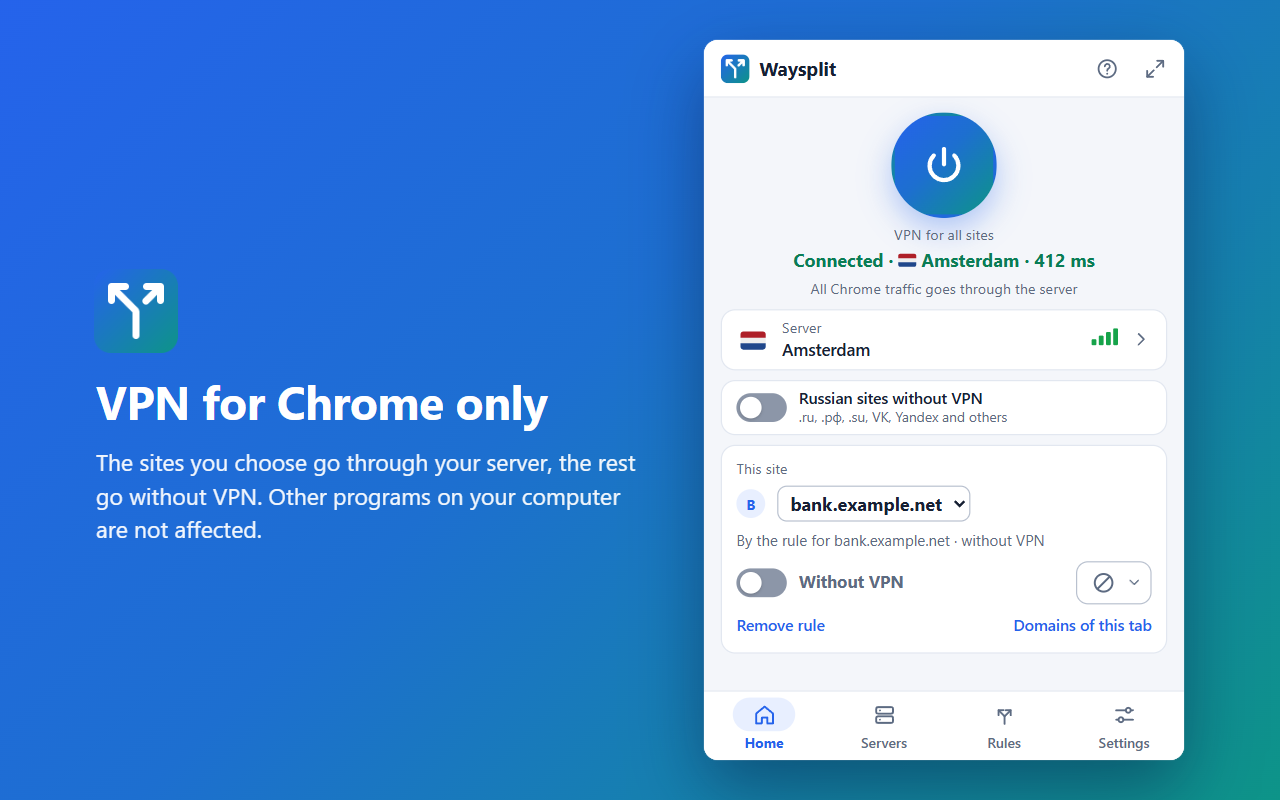 VPN for Chrome only
The sites you choose go through your server, the rest
go without VPN. Other programs on your computer
are not affected.
Waysplit
VPN for all sites
Connected · Amsterdam · 412 ms
All Chrome traffic goes through the server
Server
Amsterdam
Russian sites without VPN
.ru, .рф, .su, VK, Yandex and others
This site
B
bank.example.net
By the rule for bank.example.net · without VPN
Without VPN
Remove rule
Domains of this tab
Home
Servers
Rules
Settings